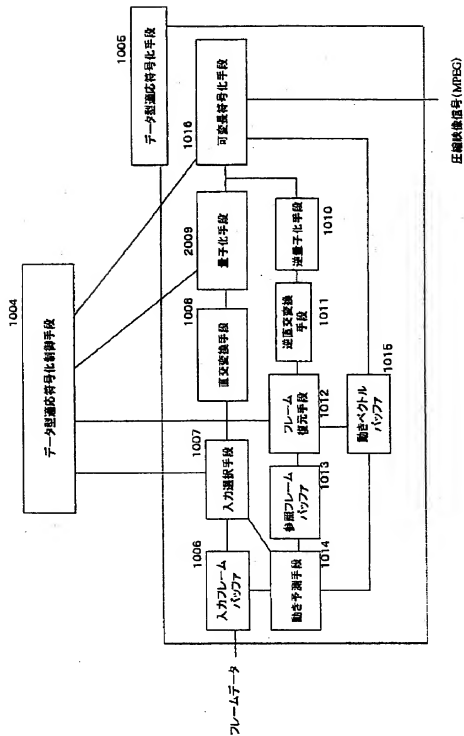 1004
データ型適応符号化制御手段
1005
データ型適応符号化手段
フレームデータ
1006
入力フレーム
バッファ
1007
入力選択手段
1008
直交変換手段
2009
量子化手段
1016
可変長符号化手段
1010
逆量子化手段
1011
逆直交変換
手段
1012
フレーム
復元手段
1013
参照フレーム
バッファ
1014
動き予測手段
1015
動きベクトル
バッファ
圧縮映像信号(MPEG)